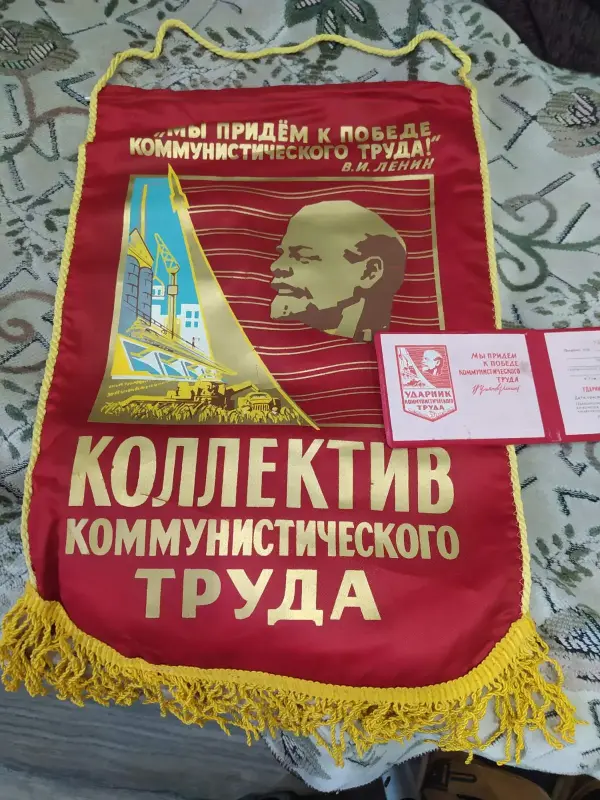 „МЫ ПРИДЁМ К ПОБЕДЕ
КОММУНИСТИЧЕСКОГО ТРУДА!"
В.И. ЛЕНИН
КОЛЛЕКТИВ
КОММУНИСТИЧЕСКОГО
ТРУДА
УДАРНИК
КОММУНИСТИЧЕСКОГО
ТРУДА
МЫ ПРИДЕМ
К ПОБЕДЕ
КОММУНИСТИЧЕСКОГО
ТРУДА